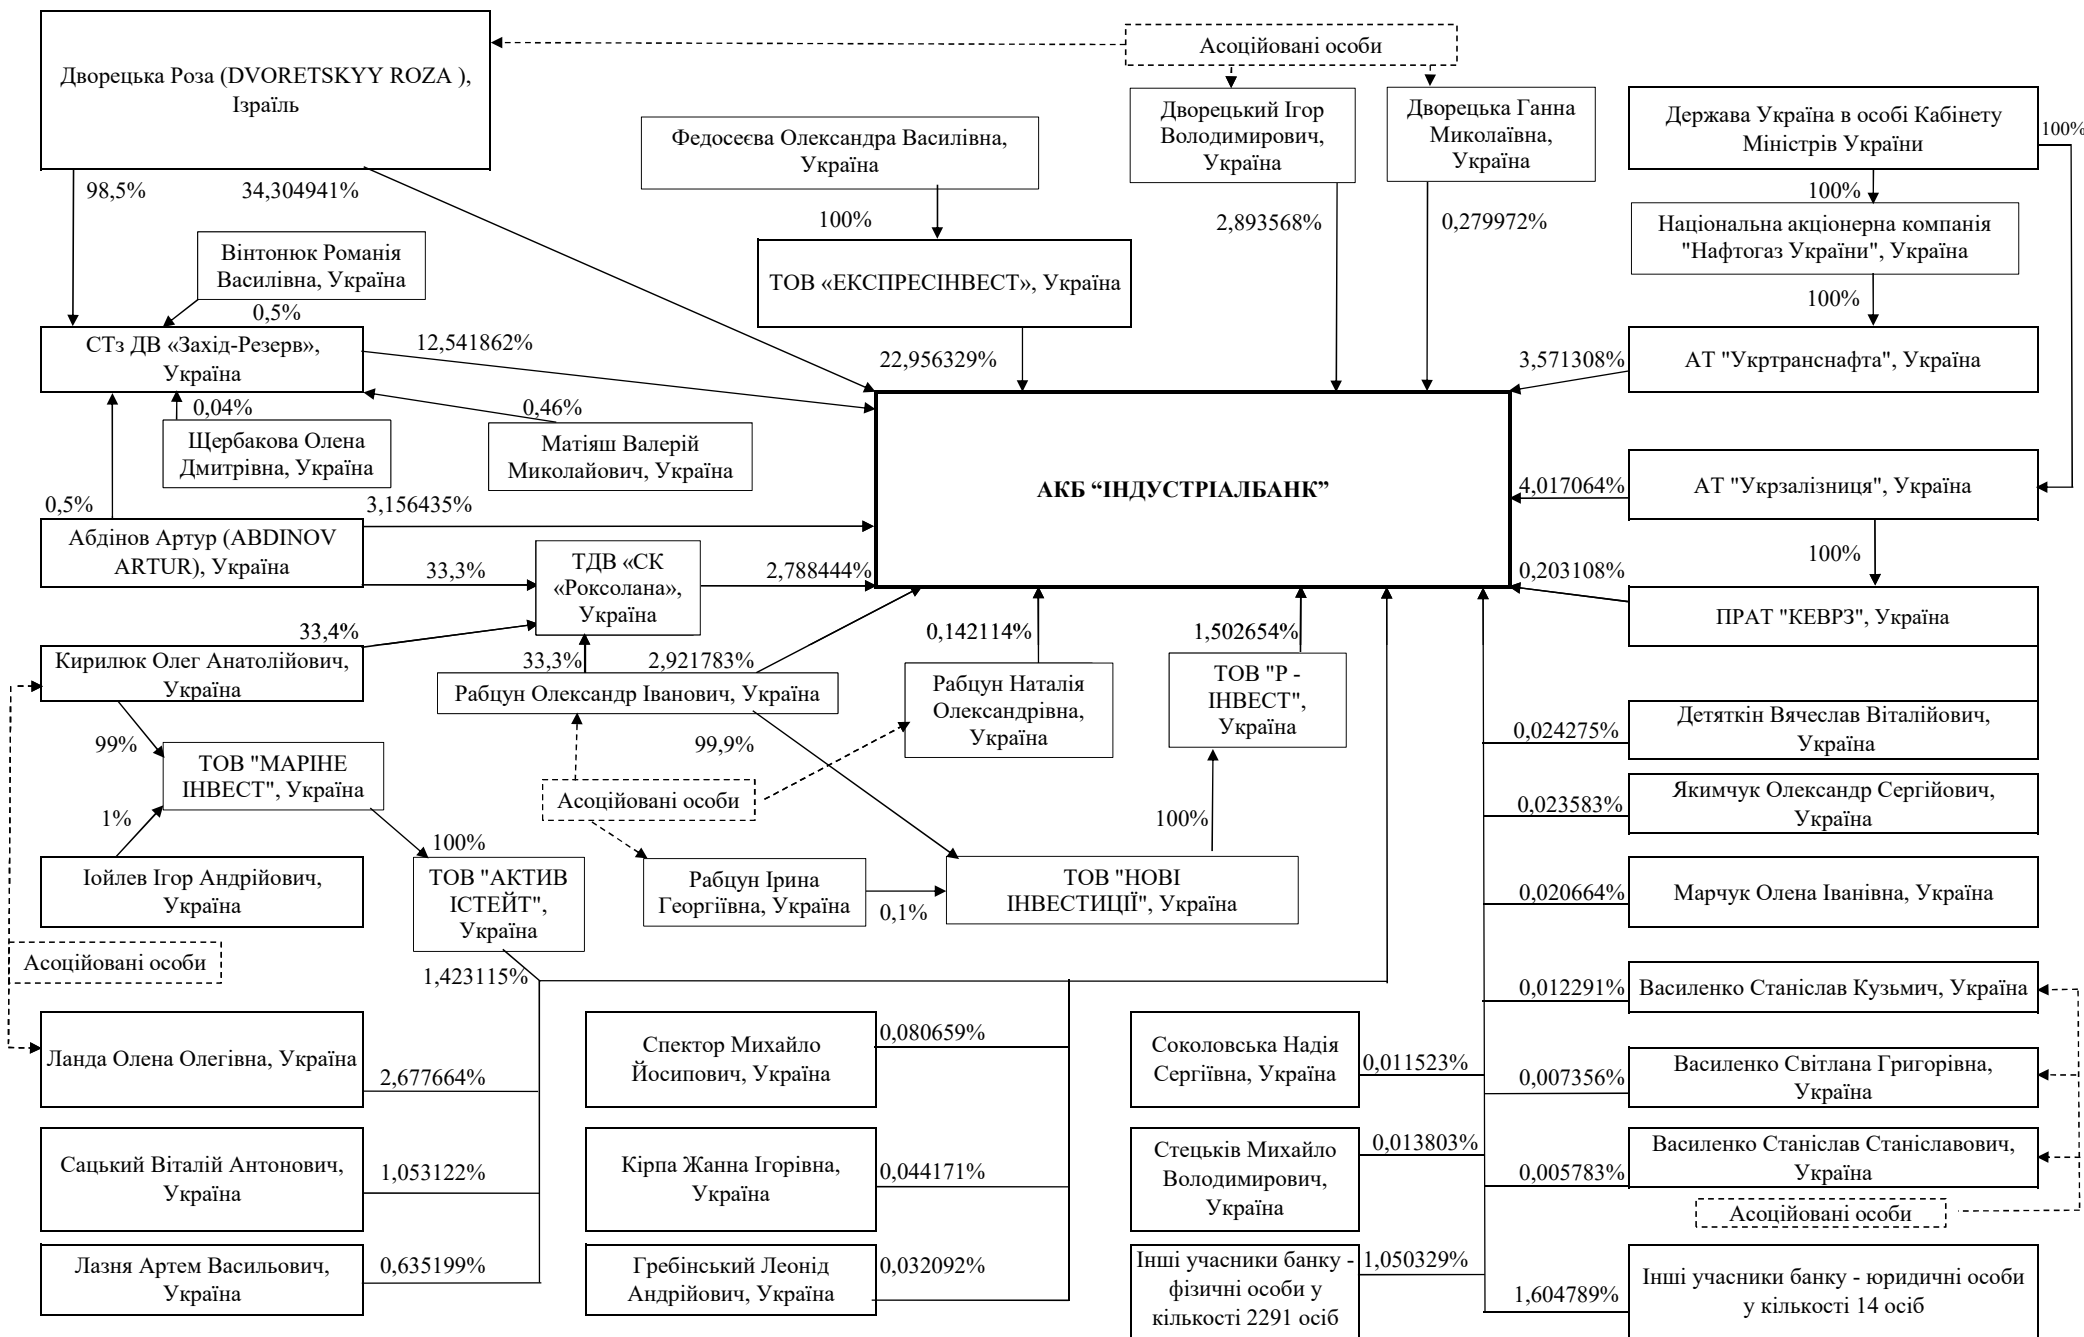 Асоційовані особи
Дворецька Роза (DVORETSKYY ROZA ),
Ізраїль
Дворецький Ігор
Володимирович,
Україна
Дворецька Ганна
Миколаївна,
Україна
Держава Україна в особі Кабінету
Міністрів України
100%
Федосеєва Олександра Василівна,
Україна
98,5%
34,304941%
100%
2,893568%
0,279972%
100%
Національна акціонерна компанія
"Нафтогаз України", Україна
Вінтонюк Романія
Василівна, Україна
ТОВ «ЕКСПРЕСІНВЕСТ», Україна
100%
0,5%
СТз ДВ «Захід-Резерв»,
Україна
12,541862%
22,956329%
3,571308%
АТ "Укртранснафта", Україна
0,04%
0,46%
Щербакова Олена
Дмитрівна, Україна
Матіяш Валерій
Миколайович, Україна
АКБ “ІНДУСТРІАЛБАНК”
4,017064%
АТ "Укрзалізниця", Україна
0,5%
3,156435%
Абдінов Артур (ABDINOV
ARTUR), Україна
33,3%
ТДВ «СК
«Роксолана»,
Україна
2,788444%
100%
0,203108%
ПРАТ "КЕВРЗ", Україна
33,4%
Кирилюк Олег Анатолійович,
Україна
33,3%
2,921783%
0,142114%
1,502654%
Рабцун Олександр Іванович, Україна
Рабцун Наталія
Олександрівна,
Україна
ТОВ "Р -
ІНВЕСТ",
Україна
0,024275%
Детяткін Вячеслав Віталійович,
Україна
99%
99,9%
ТОВ "МАРІНЕ
ІНВЕСТ", Україна
Асоційовані особи
0,023583%
Якимчук Олександр Сергійович,
Україна
1%
100%
100%
Іойлев Ігор Андрійович,
Україна
ТОВ "АКТИВ
ІСТЕЙТ",
Україна
Рабцун Ірина
Георгіївна, Україна
0,1%
ТОВ "НОВІ
ІНВЕСТИЦІЇ", Україна
0,020664%
Марчук Олена Іванівна, Україна
Асоційовані особи
1,423115%
0,012291%
Василенко Станіслав Кузьмич, Україна
Ланда Олена Олегівна, Україна
2,677664%
Спектор Михайло
Йосипович, Україна
0,080659%
Соколовська Надія
Сергіївна, Україна
0,011523%
0,007356%
Василенко Світлана Григорівна,
Україна
Сацький Віталій Антонович,
Україна
1,053122%
Кірпа Жанна Ігорівна,
Україна
0,044171%
Стецьків Михайло
Володимирович,
Україна
0,013803%
0,005783%
Василенко Станіслав Станіславович,
Україна
Асоційовані особи
Лазня Артем Васильович,
Україна
0,635199%
Гребінський Леонід
Андрійович, Україна
0,032092%
Інші учасники банку -
фізичні особи у
кількості 2291 осіб
1,050329%
1,604789%
Інші учасники банку - юридичні особи
у кількості 14 осіб